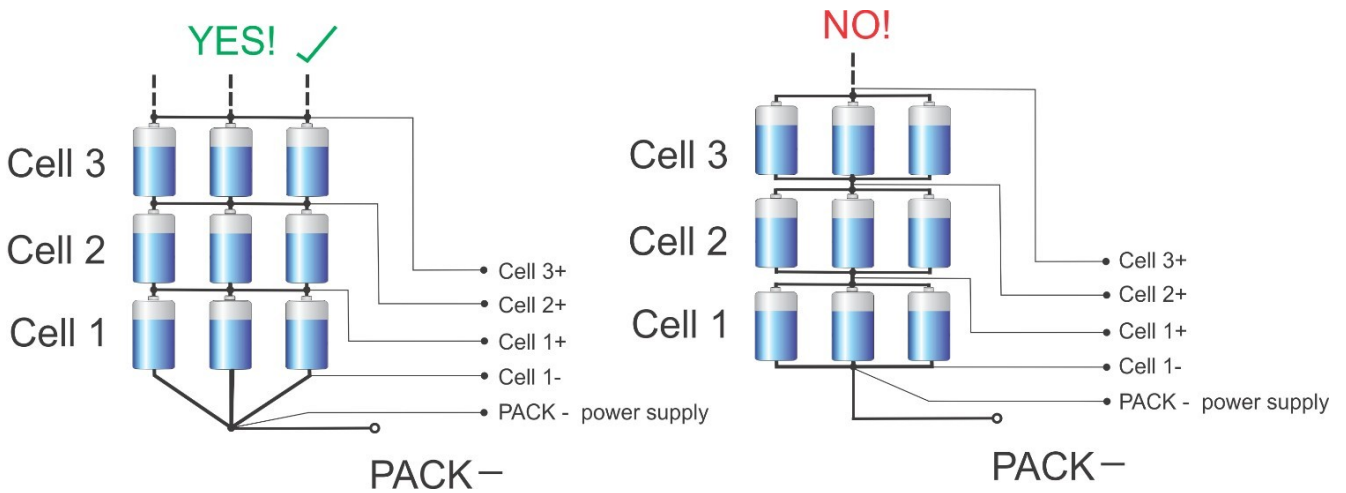 YES! ✓
Cell 3
Cell 2
Cell 1
Cell 3+
Cell 2+
Cell 1+
Cell 1-
PACK - power supply
PACK –
NO!
Cell 3
Cell 2
Cell 1
Cell 3+
Cell 2+
Cell 1+
Cell 1-
PACK - power supply
PACK –